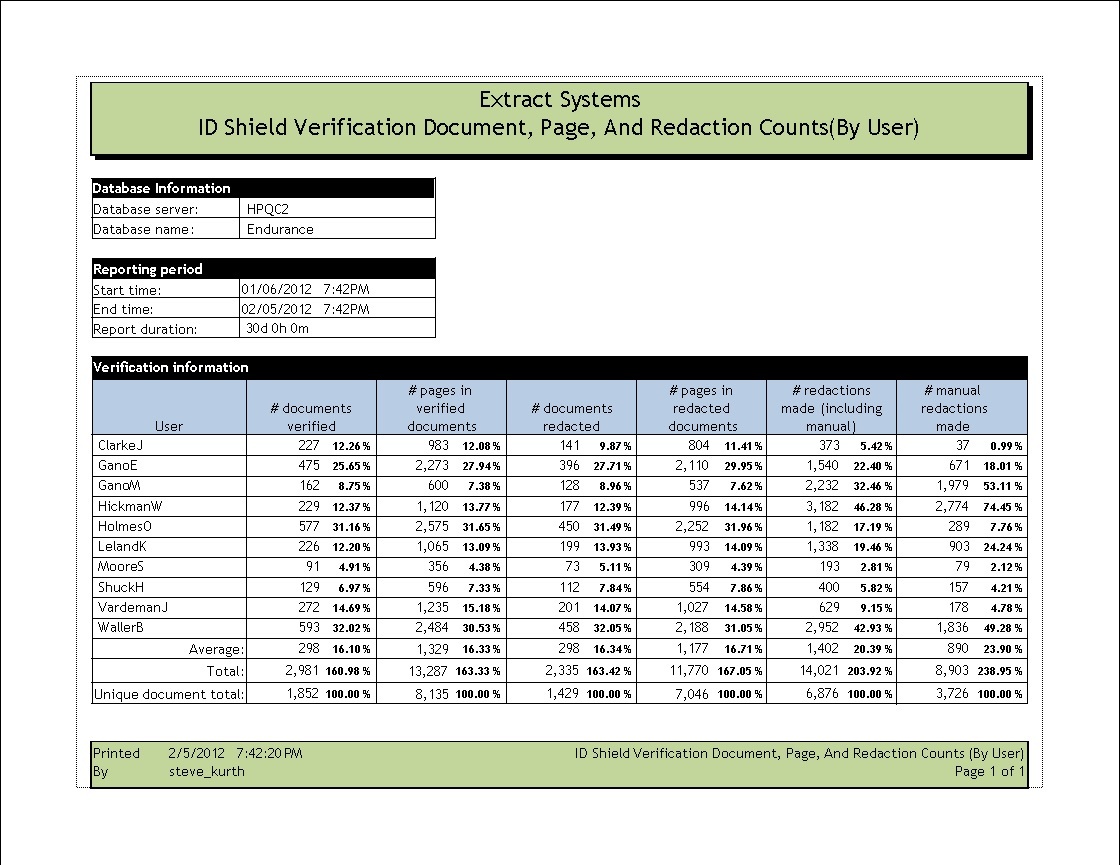 Extract Systems
ID Shield Verification Document, Page, And Redaction Counts(By User)
Database Information
Database server: HPQC2
Database name: Endurance
Reporting period
Start time: 01/06/2012 7:42PM
End time: 02/05/2012 7:42PM
Report duration: 30d 0h 0m
Verification information
# pages in # pages in # redactions # manual
# documents verified # documents redacted made (including redactions
User verified documents redacted documents manual) made
ClarkeJ 227 12.26% 983 12.08% 141 9.87% 804 11.41% 373 5.42% 37 0.99%
GanoE 475 25.65% 2,273 27.94% 396 27.71% 2,110 29.95% 1,540 22.40% 671 18.01%
GanoM 162 8.75% 600 7.38% 128 8.96% 537 7.62% 2,232 32.46% 1,979 53.11%
HickmanW 229 12.37% 1,120 13.77% 177 12.39% 996 14.14% 3,182 46.28% 2,774 74.45%
HolmesO 577 31.16% 2,575 31.65% 450 31.49% 2,252 31.96% 1,182 17.19% 289 7.76%
LelandK 226 12.20% 1,065 13.09% 199 13.93% 993 14.09% 1,338 19.46% 903 24.24%
MooreS 91 4.91% 356 4.38% 73 5.11% 309 4.39% 193 2.81% 79 2.12%
ShuckH 129 6.97% 596 7.33% 112 7.84% 554 7.86% 400 5.82% 157 4.21%
VardemanJ 272 14.69% 1,235 15.18% 201 14.07% 1,027 14.58% 629 9.15% 178 4.78%
WallerB 593 32.02% 2,484 30.53% 458 32.05% 2,188 31.05% 2,952 42.93% 1,836 49.28%
Average: 298 16.10% 1,329 16.33% 298 16.34% 1,177 16.71% 1,402 20.39% 890 23.90%
Total: 2,981 160.98% 13,287 163.33% 2,335 163.42% 11,770 167.05% 14,021 203.92% 8,903 238.95%
Unique document total: 1,852 100.00% 8,135 100.00% 1,429 100.00% 7,046 100.00% 6,876 100.00% 3,726 100.00%
Printed 2/5/2012 7:42:20PM ID Shield Verification Document, Page, And Redaction Counts (By User)
By steve_kurth Page 1 of 1